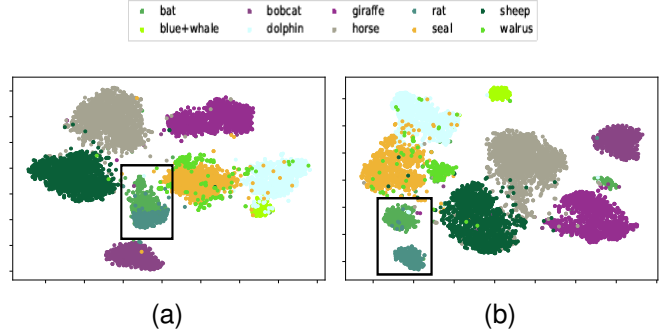 bat bobcat giraffe rat sheep
blue+whale dolphin horse seal walrus
(a) (b)